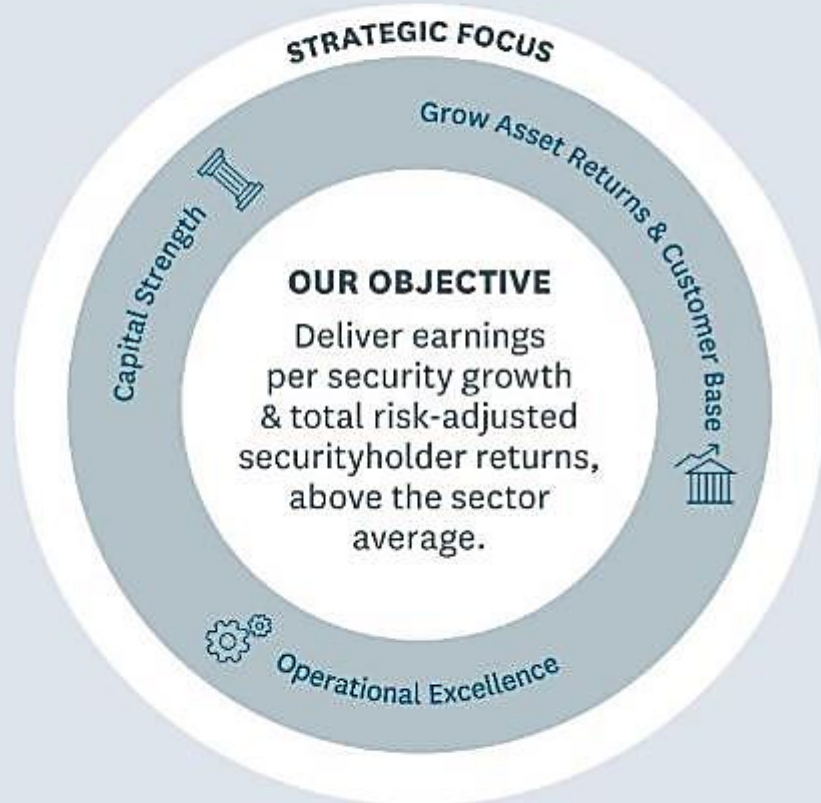 STRATEGIC FOCUS
Grow Asset Returns & Customer Base
Capital Strength
OUR OBJECTIVE
Deliver earnings
per security growth
& total risk-adjusted
securityholder returns,
above the sector
average.
Operational Excellence